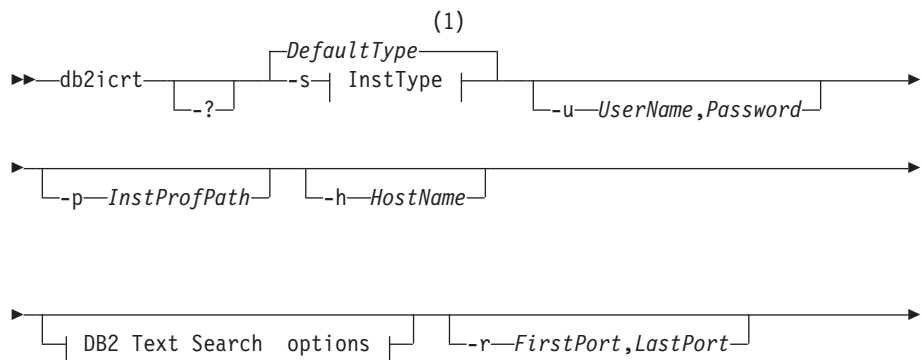 (1)
DefaultType
db2icrt -s InstType
-? -u UserName,Password
-p InstProfPath -h HostName
DB2 Text Search options -r FirstPort,LastPort